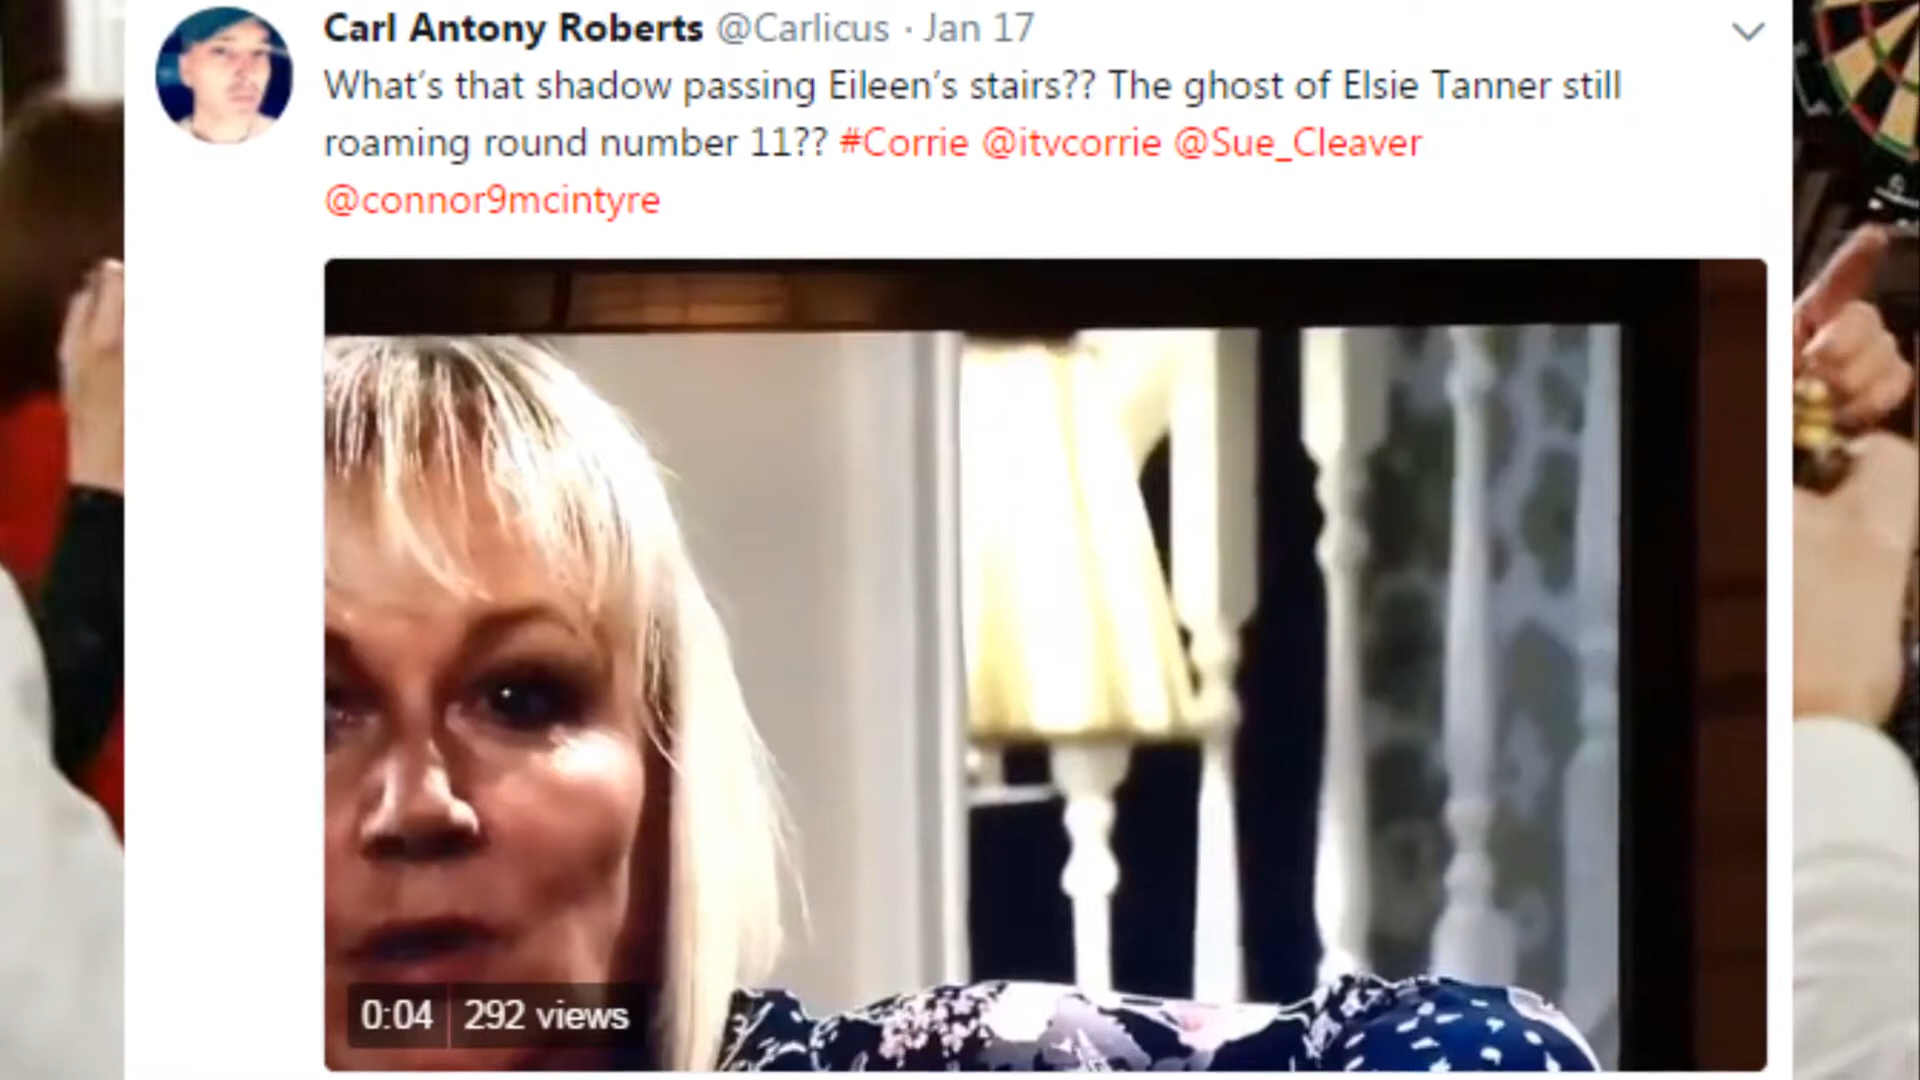 Carl Antony Roberts @Carlicus · Jan 17
What's that shadow passing Eileen's stairs?? The ghost of Elsie Tanner still
roaming round number 11?? #Corrie @itvcorrie @Sue_Cleaver
@connor9mcintyre
0:04 292 views